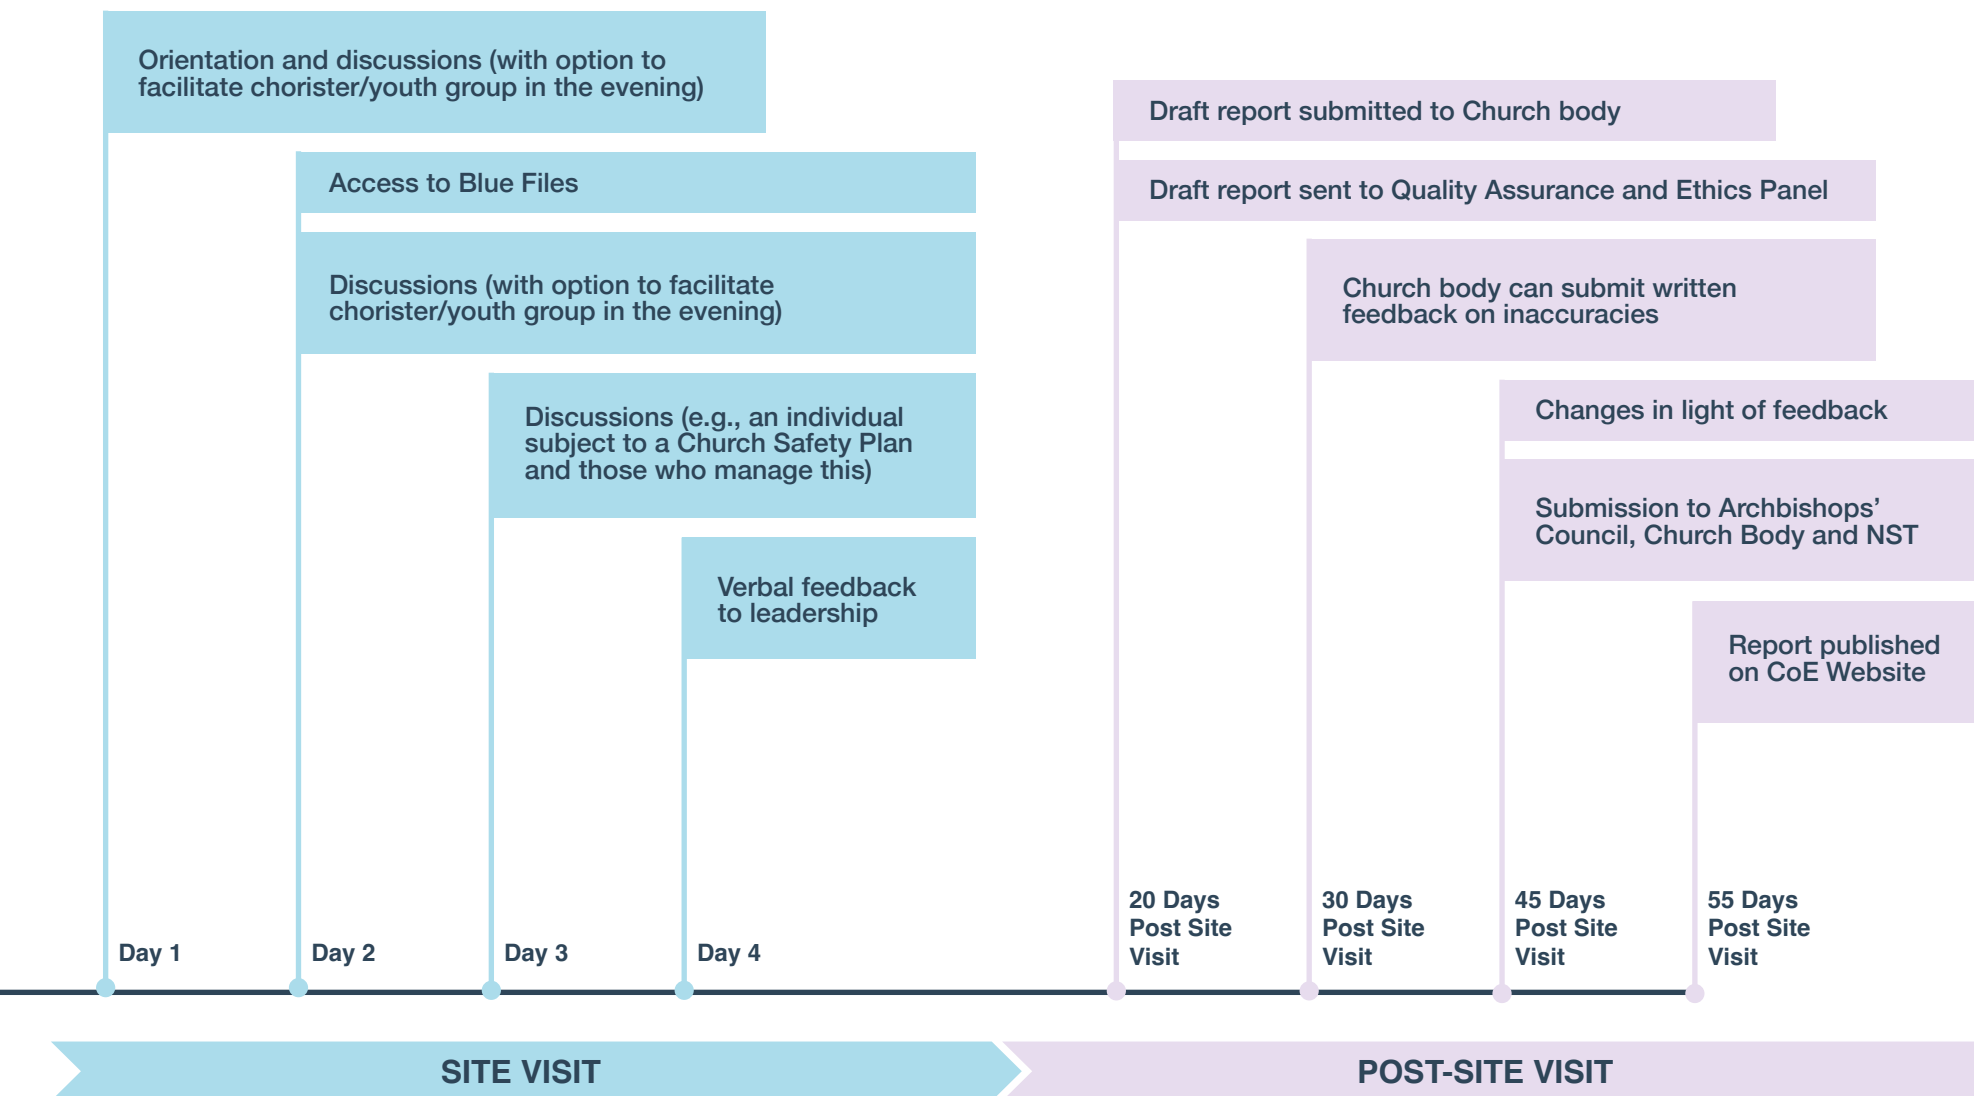 Orientation and discussions (with option to
facilitate chorister/youth group in the evening)
Access to Blue Files
Discussions (with option to facilitate
chorister/youth group in the evening)
Discussions (e.g., an individual
subject to a Church Safety Plan
and those who manage this)
Verbal feedback
to leadership
Day 1
Day 2
Day 3
Day 4
SITE VISIT
Draft report submitted to Church body
Draft report sent to Quality Assurance and Ethics Panel
Church body can submit written
feedback on inaccuracies
Changes in light of feedback
Submission to Archbishops’
Council, Church Body and NST
Report published
on CoE Website
20 Days
Post Site
Visit
30 Days
Post Site
Visit
45 Days
Post Site
Visit
55 Days
Post Site
Visit
POST-SITE VISIT